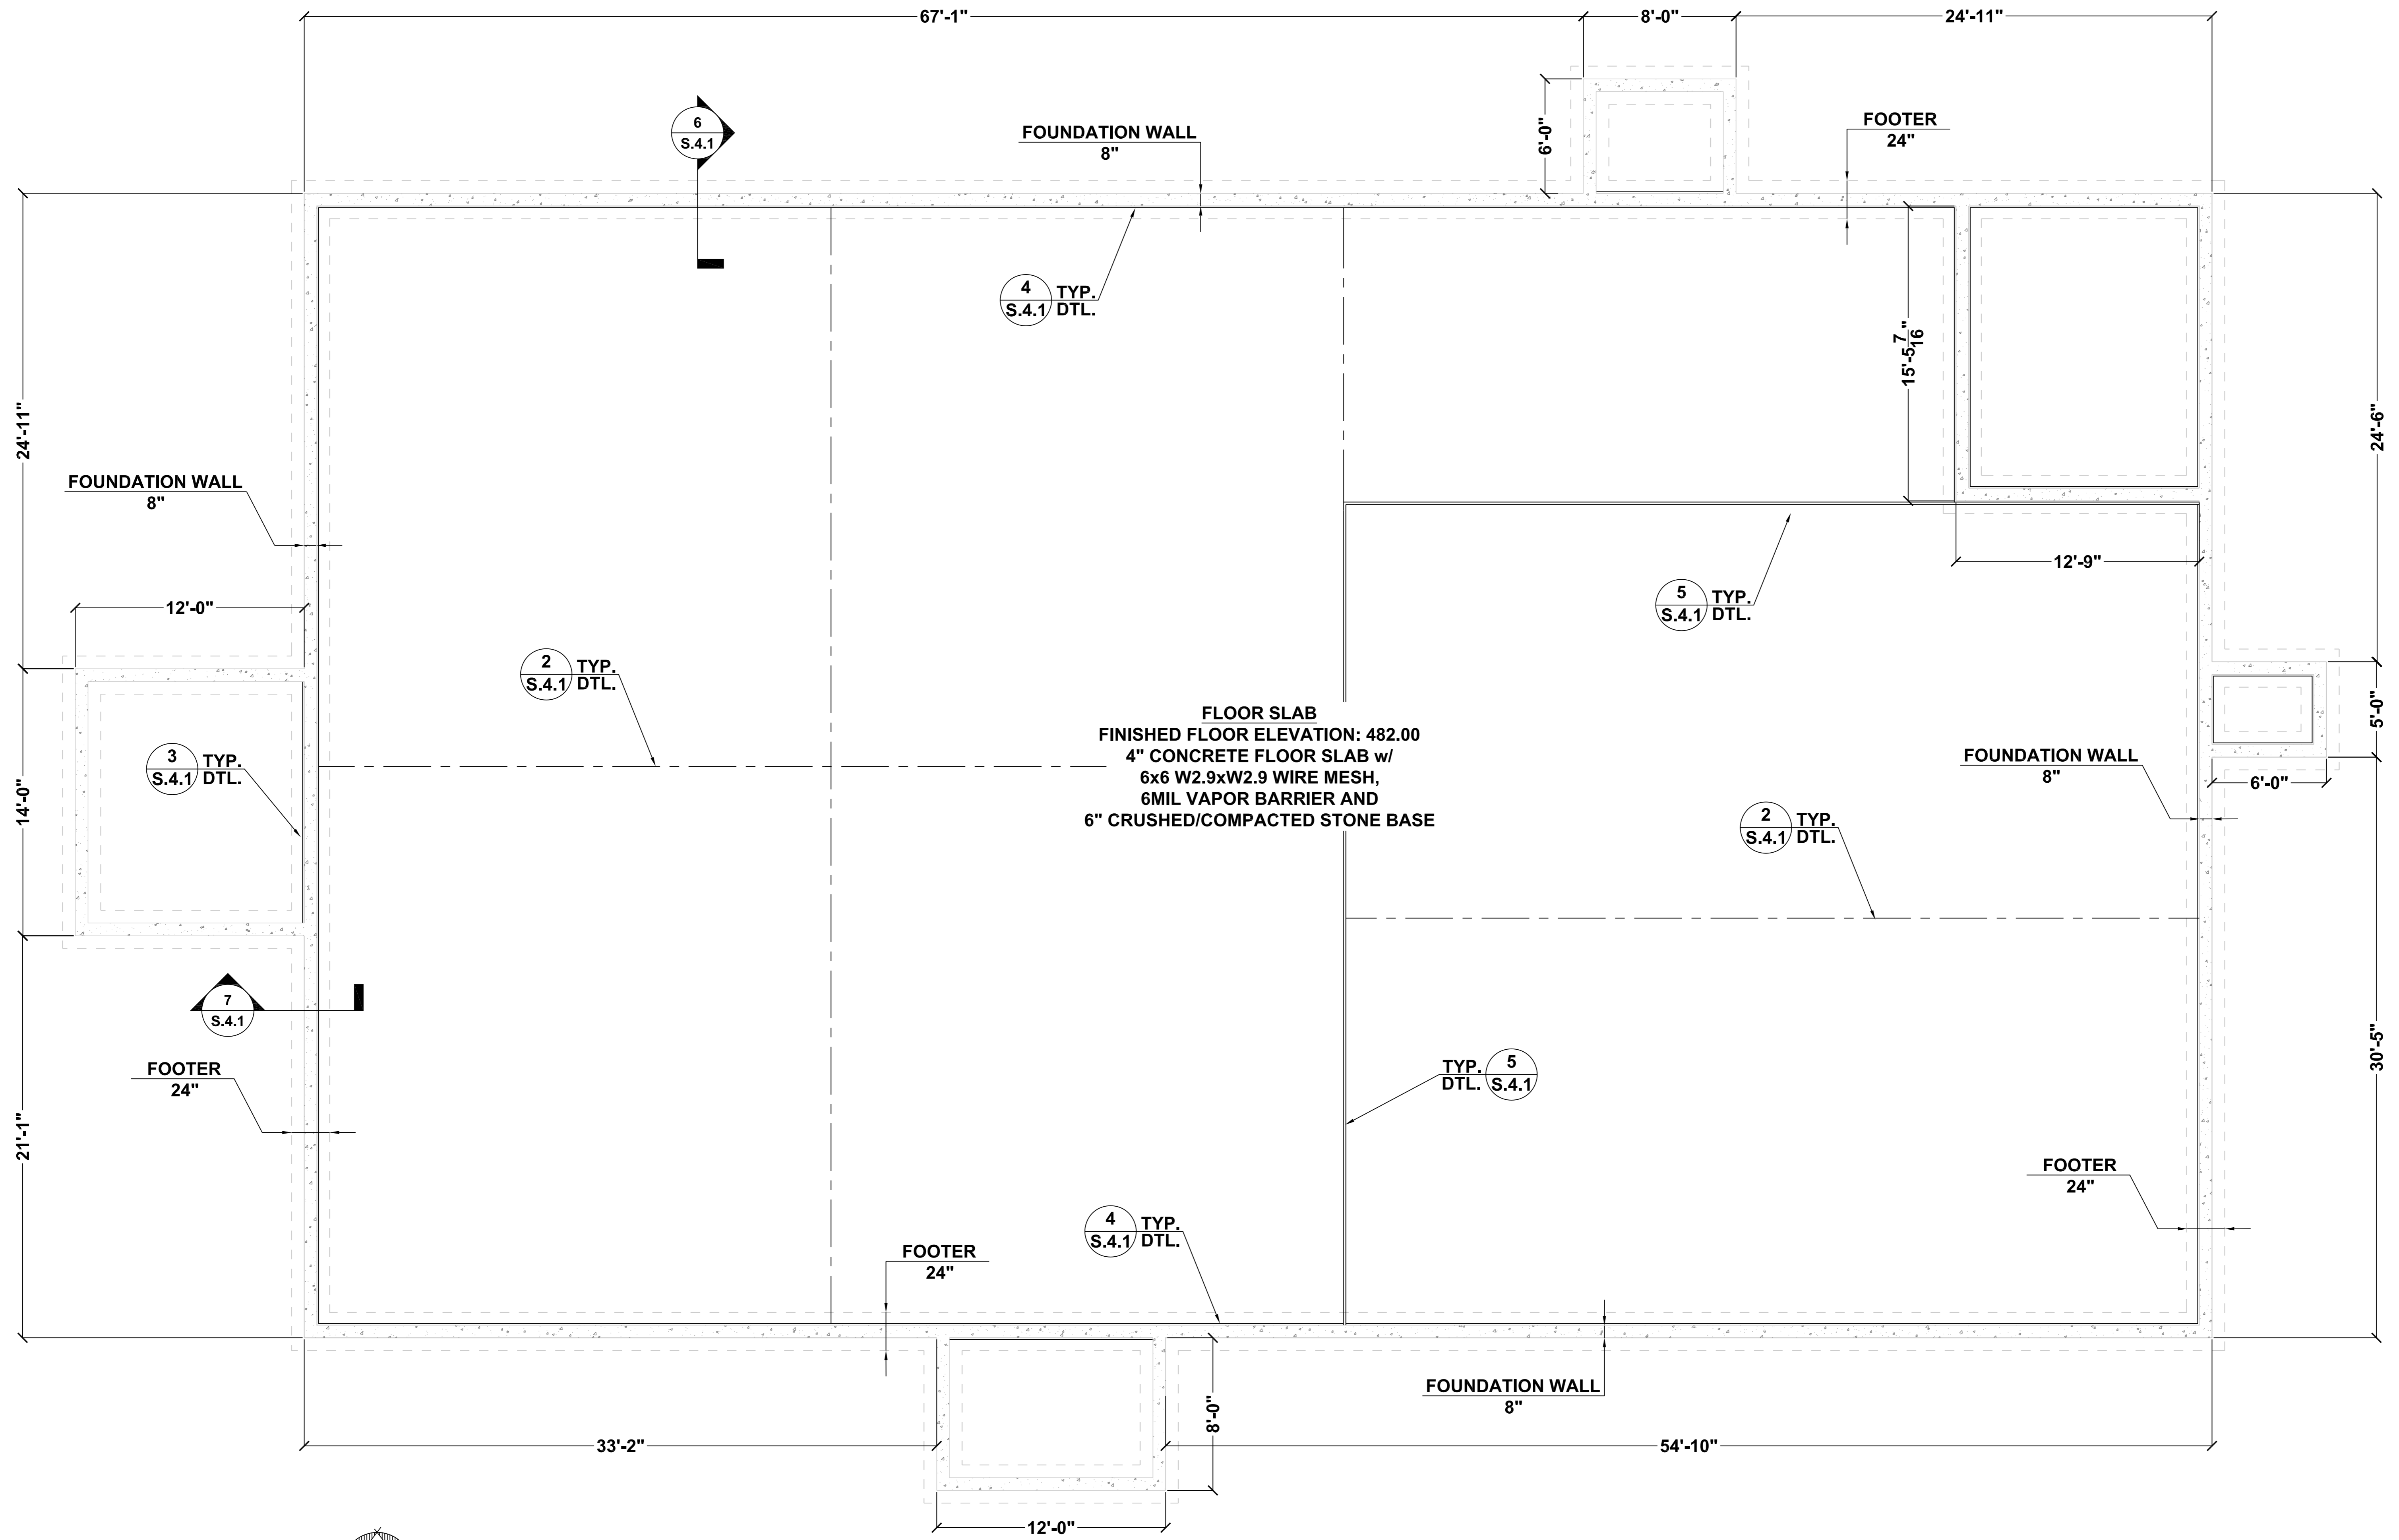 67'-1"
8'-0"
24'-11"
6
S.4.1
FOUNDATION WALL
8"
6'-0"
FOOTER
24"
4
S.4.1
TYP.
DTL.
15'-5 7/16"
24'-11"
24'-6"
FOUNDATION WALL
8"
12'-9"
5
S.4.1
TYP.
DTL.
12'-0"
2
S.4.1
TYP.
DTL.
3
S.4.1
TYP.
DTL.
14'-0"
FLOOR SLAB
FINISHED FLOOR ELEVATION: 482.00
4" CONCRETE FLOOR SLAB w/
6x6 W2.9xW2.9 WIRE MESH,
6MIL VAPOR BARRIER AND
6" CRUSHED/COMPACTED STONE BASE
5'-0"
FOUNDATION WALL
8"
6'-0"
2
S.4.1
TYP.
DTL.
7
S.4.1
FOOTER
24"
21'-1"
TYP.
DTL.
5
S.4.1
30'-5"
FOOTER
24"
4
S.4.1
TYP.
DTL.
FOOTER
24"
FOUNDATION WALL
8"
8'-0"
33'-2"
54'-10"
12'-0"